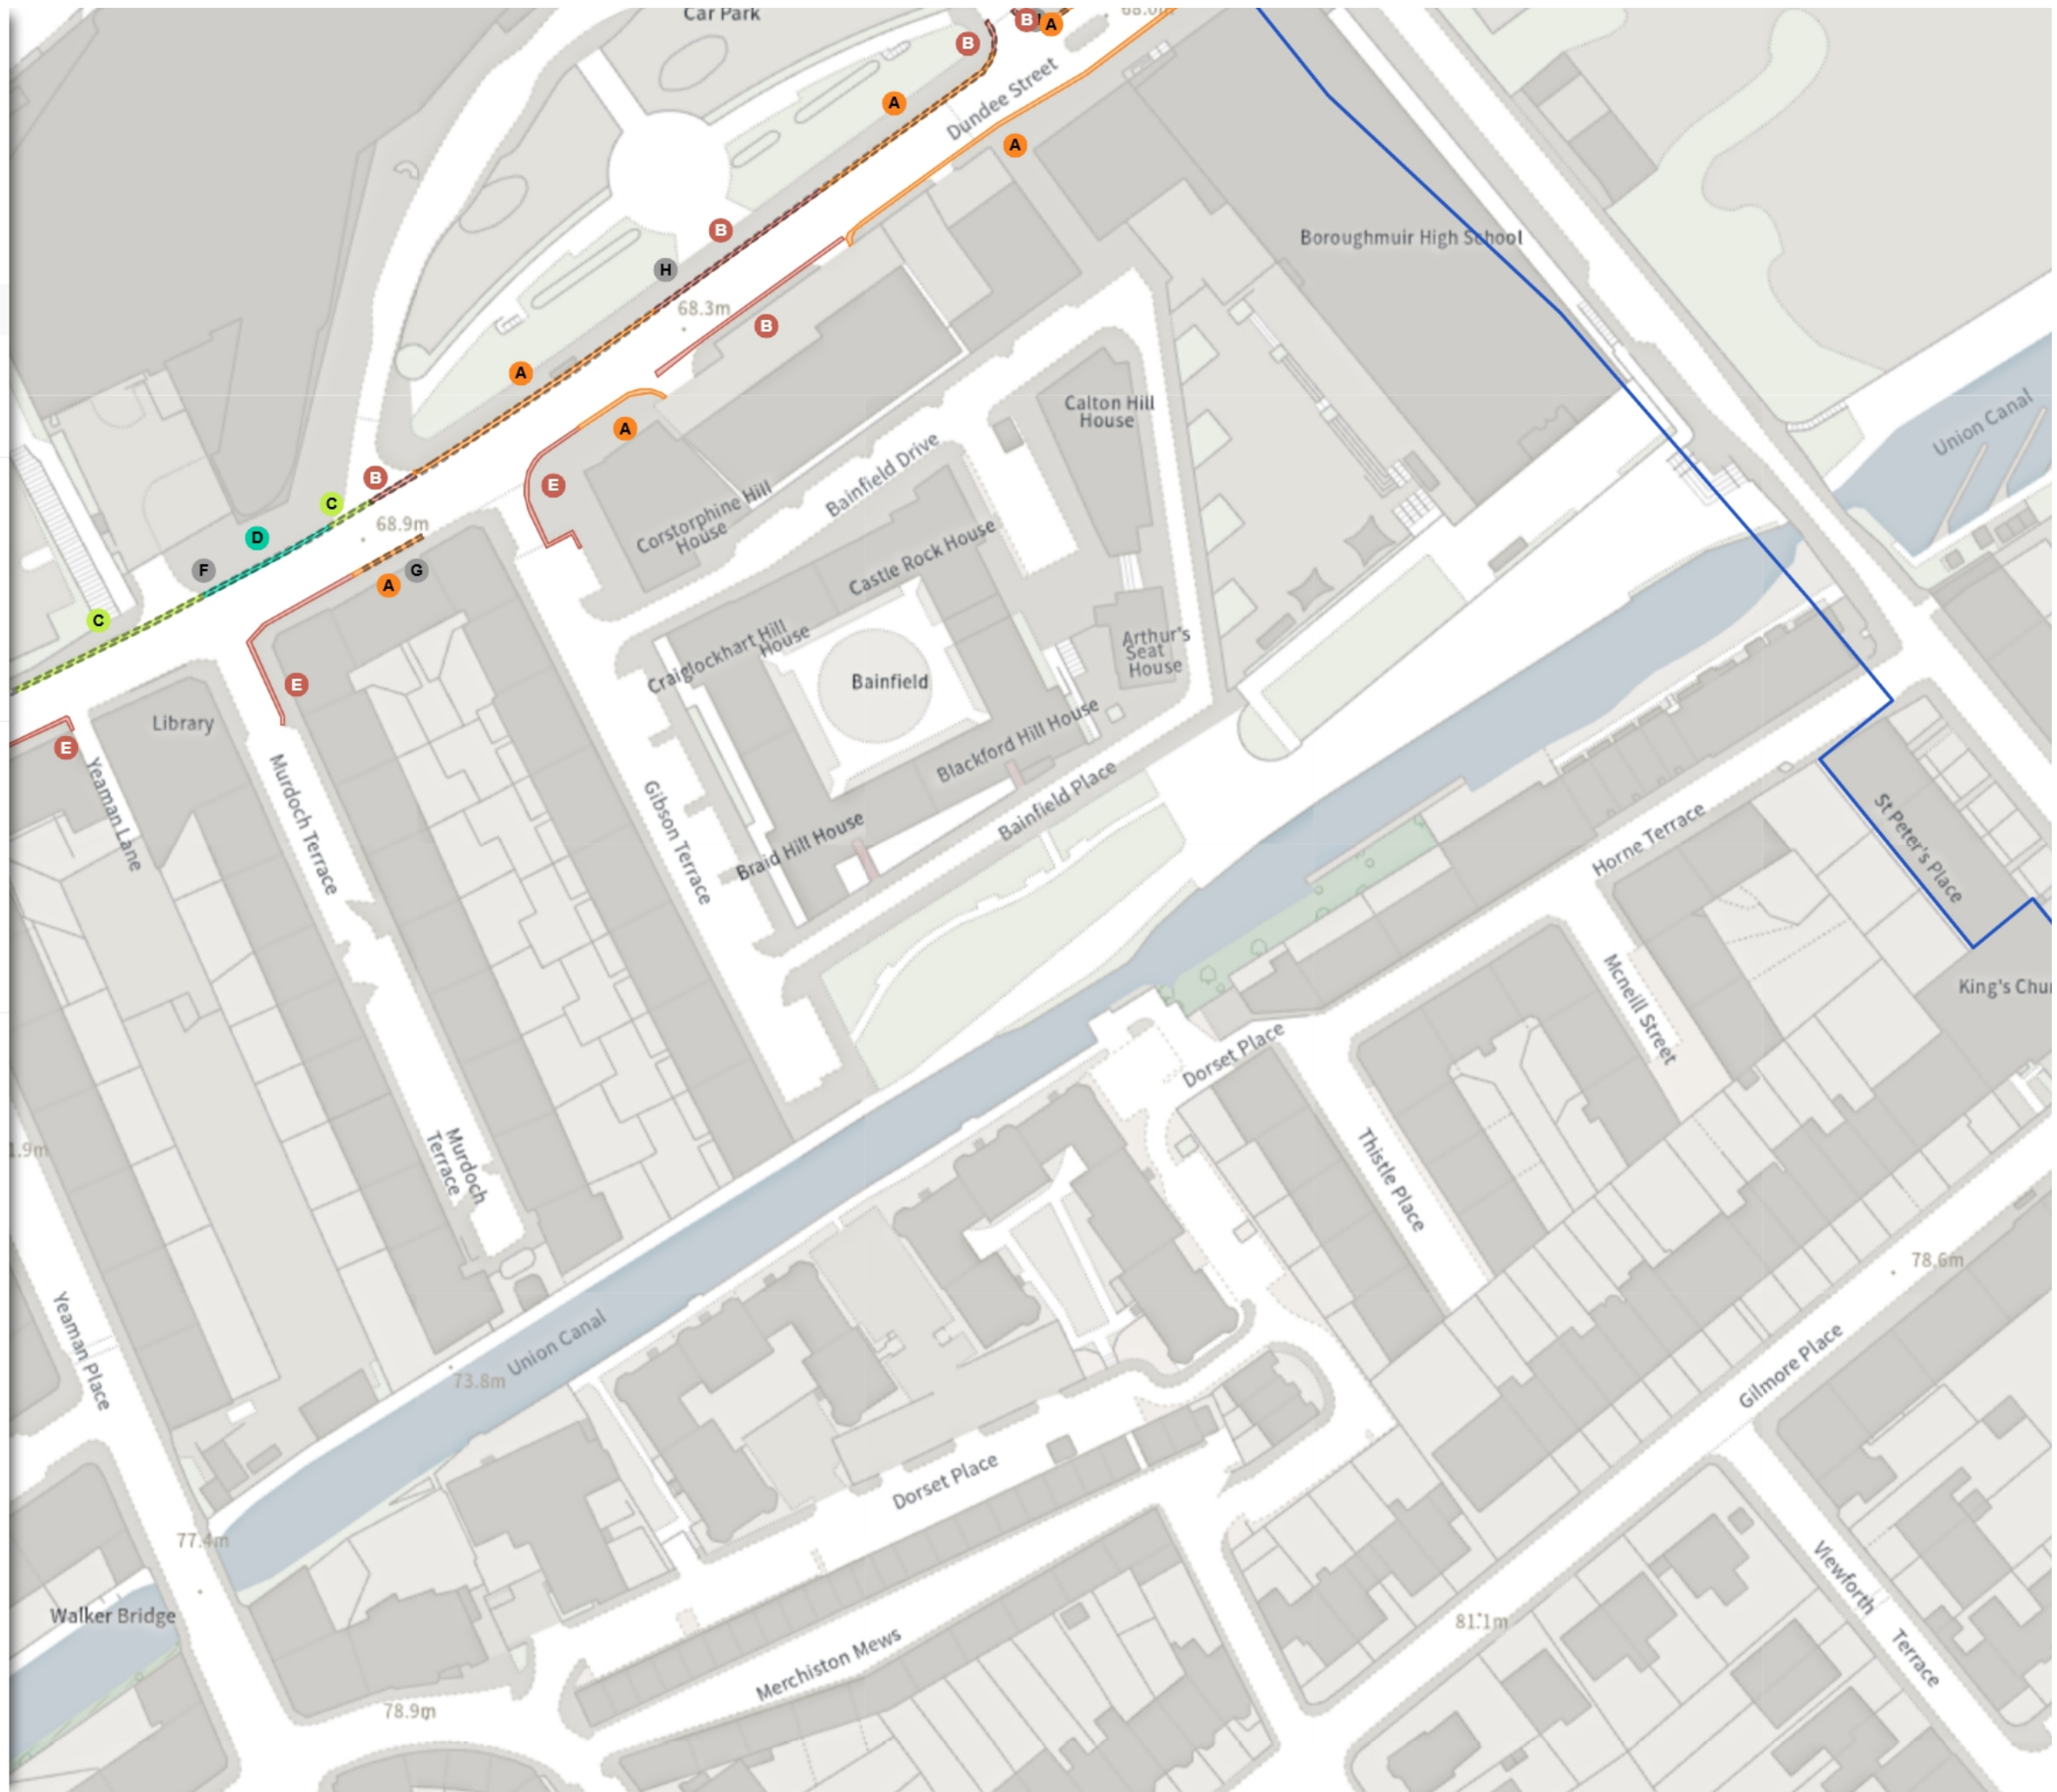 Car Park
68.0m
B
A
B
A
Dundee Street
A
B
Boroughmuir High School
H
68.3m
B
A
Calton Hill
House
Union Canal
A
Bainfield Drive
B
E
C
Corstorphine Hill
House
68.9m
D
Castle Rock House
F
G
A
C
Craiglockhart Hill
House
Arthur's
Seat
House
E
Bainfield
Library
Blackford Hill House
E
Yeaman Lane
Murdoch Terrace
Gibson Terrace
Bainfield Place
Braid Hill House
Horne Terrace
St Peter's Place
Mcneill Street
King's Chur
Dorset Place
1.9m
Murdoch
Terrace
Thistle Place
78.6m
Union Canal
Yeaman Place
73.8m
Gilmore Place
Dorset Place
77.4m
Viewforth
Terrace
Walker Bridge
81.1m
Merchiston Mews
78.9m